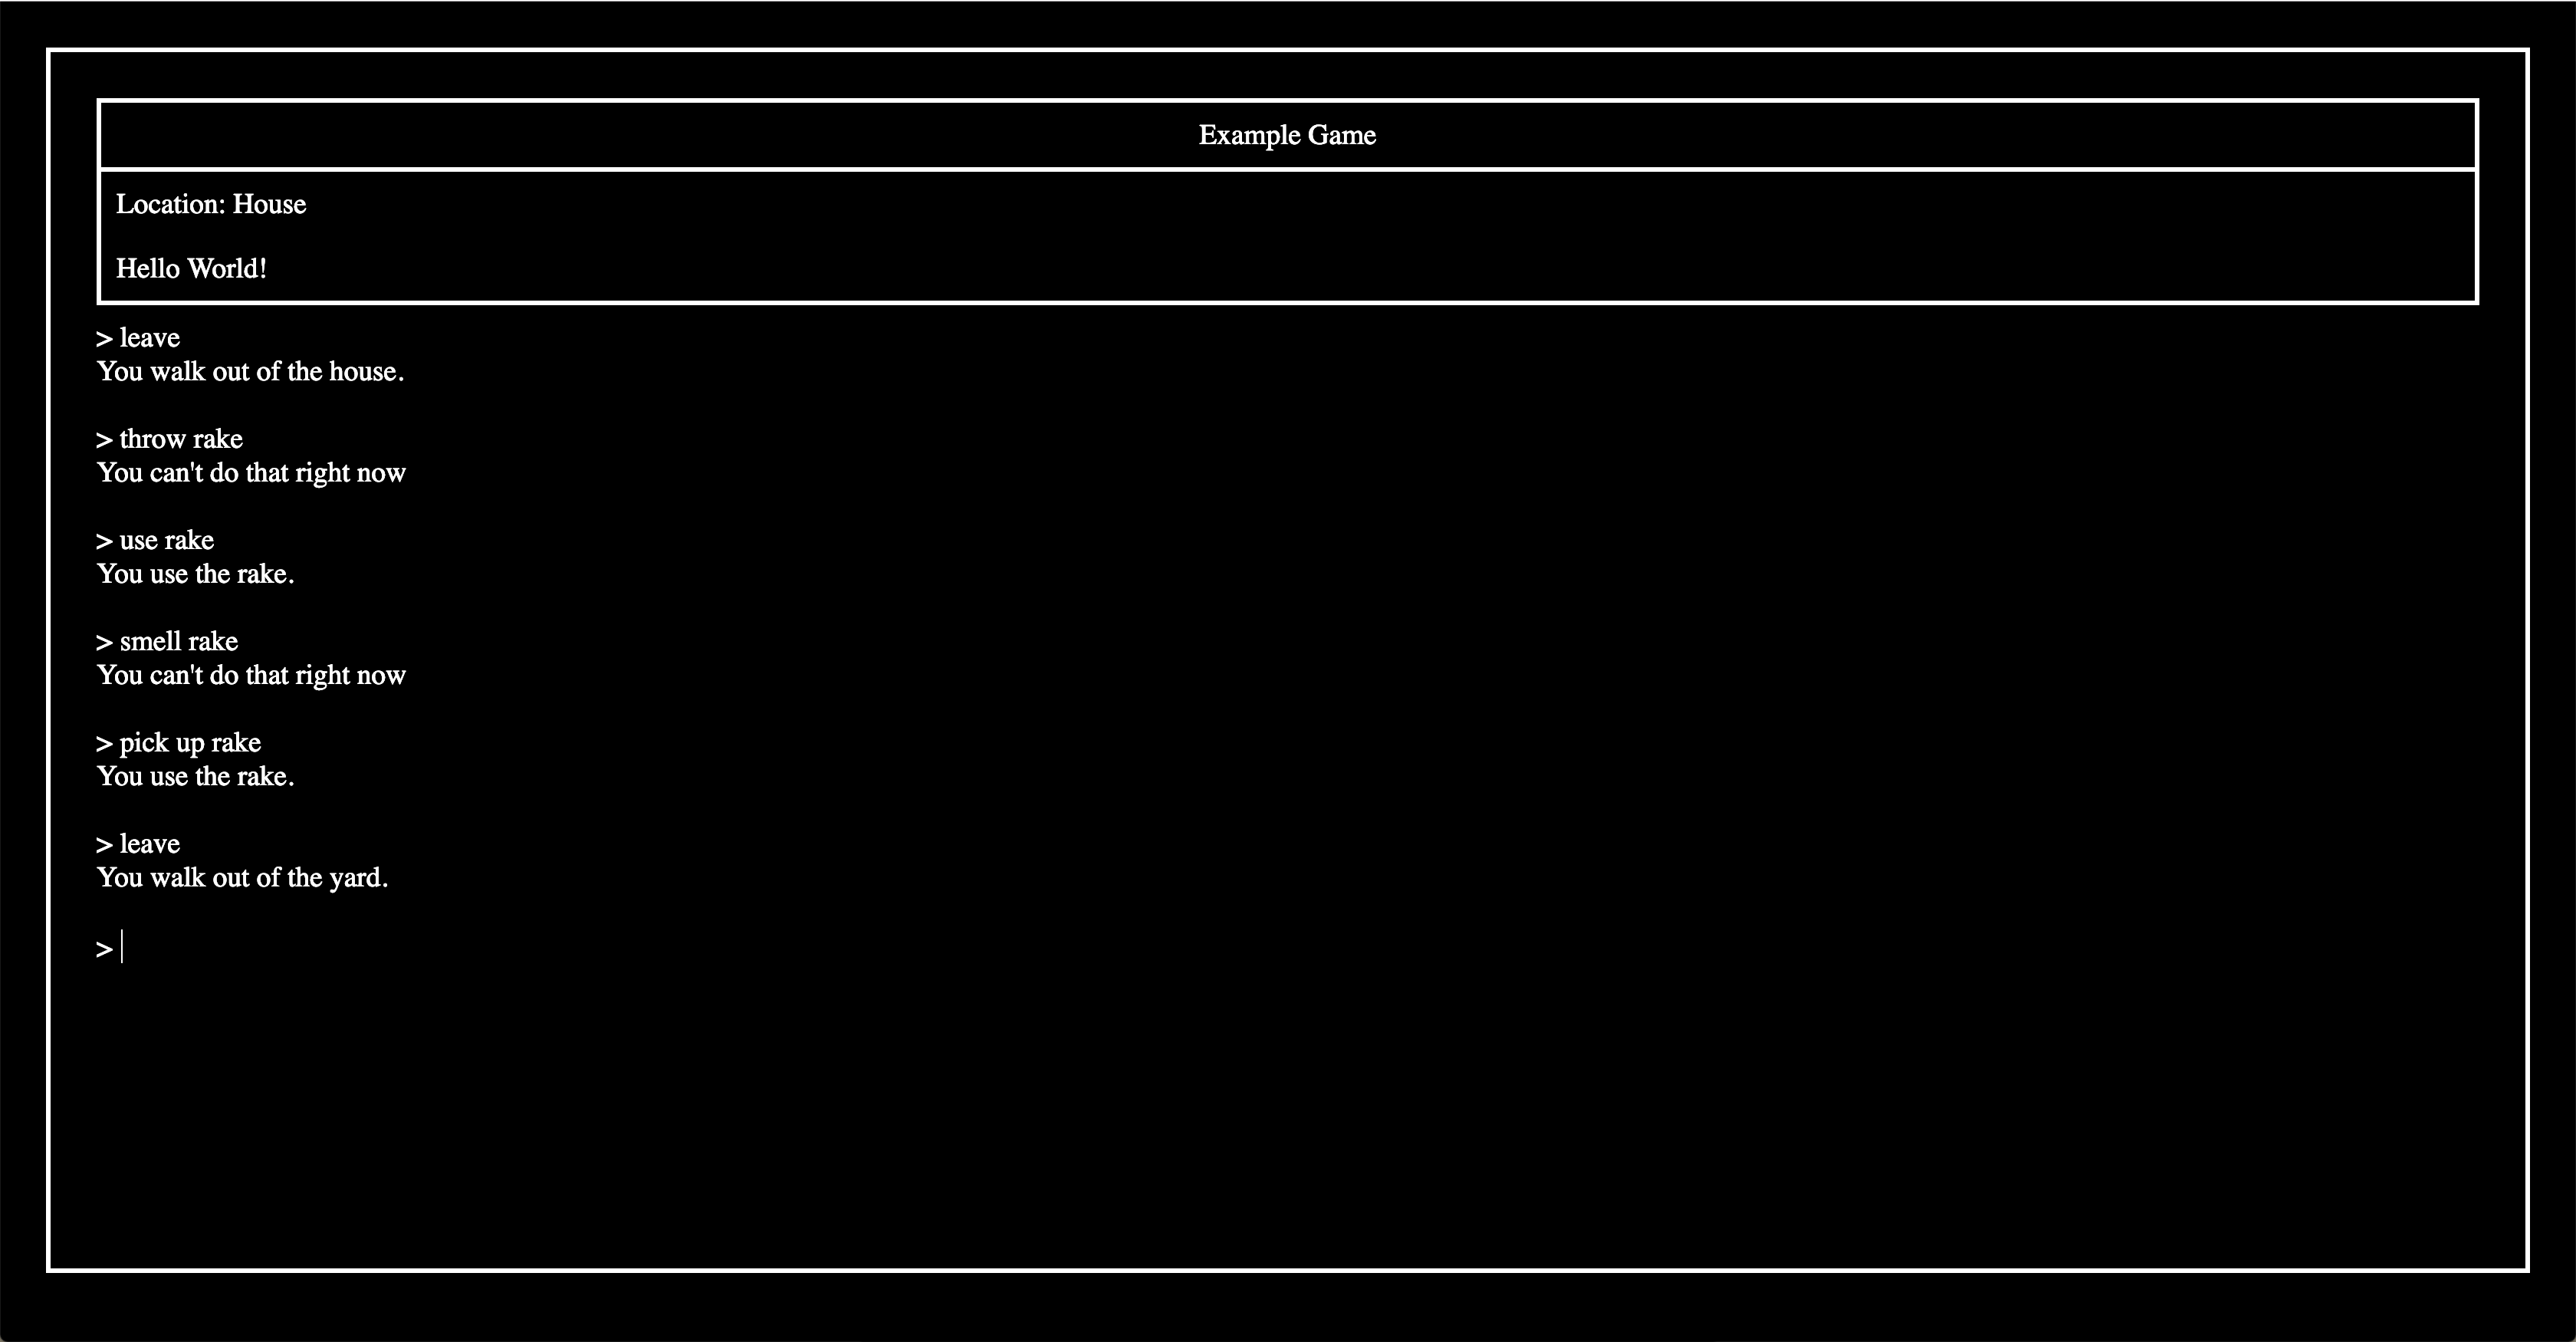 Example Game
Location: House
Hello World!
> leave
You walk out of the house.
> throw rake
You can't do that right now
> use rake
You use the rake.
> smell rake
You can't do that right now
> pick up rake
You use the rake.
> leave
You walk out of the yard.
>